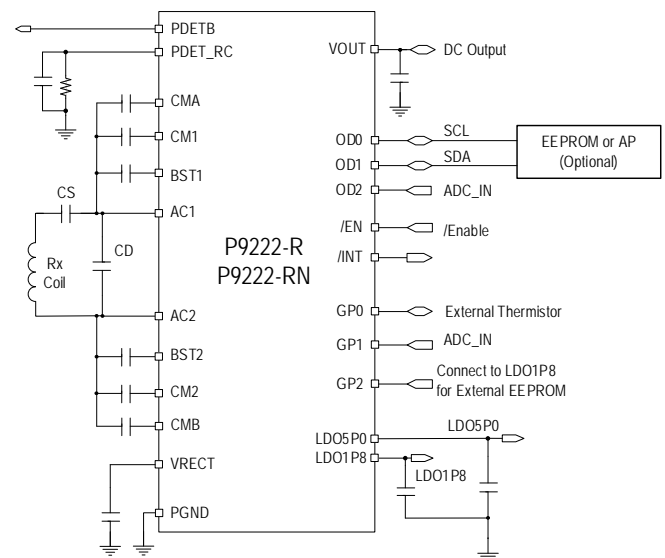 PDETB
PDET_RC
CMA
CM1
BST1
CS
AC1
CD
Rx
Coil
AC2
BST2
CM2
CMB
VRECT
PGND
P9222-R
P9222-RN
VOUT
DC Output
OD0
SCL
OD1
SDA
EEPROM or AP
(Optional)
OD2
ADC_IN
/EN
/Enable
/INT
GP0
External Thermistor
GP1
ADC_IN
GP2
Connect to LDO1P8
for External EEPROM
LDO5P0
LDO5P0
LDO1P8
LDO1P8